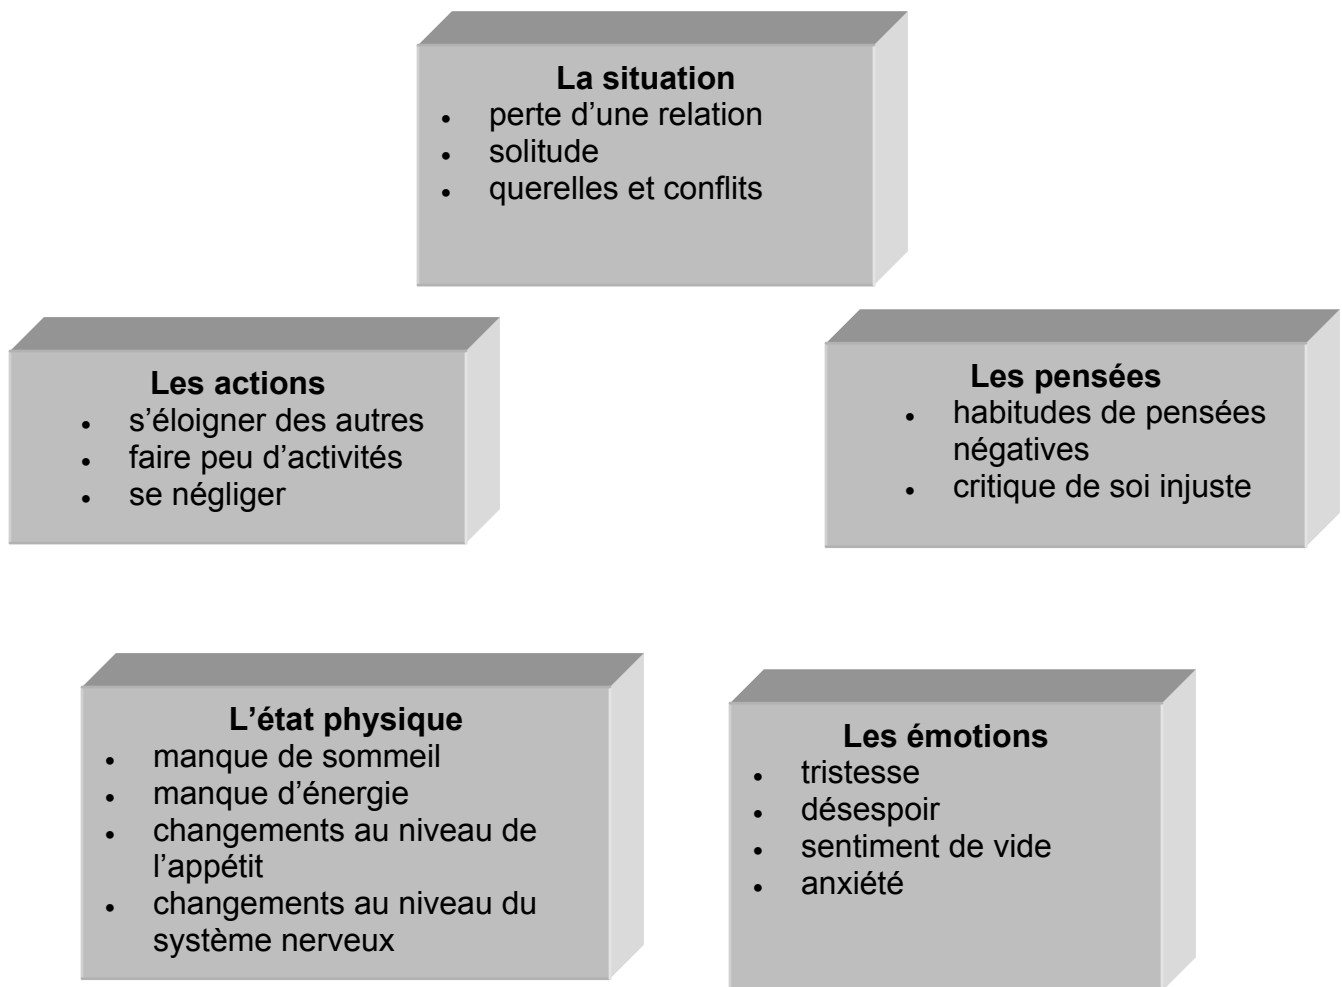 La situation
• perte d’une relation
• solitude
• querelles et conflits
Les actions
• s’éloigner des autres
• faire peu d’activités
• se négliger
Les pensées
• habitudes de pensées
négatives
• critique de soi injuste
L’état physique
• manque de sommeil
• manque d’énergie
• changements au niveau de
l’appétit
• changements au niveau du
système nerveux
Les émotions
• tristesse
• désespoir
• sentiment de vide
• anxiété